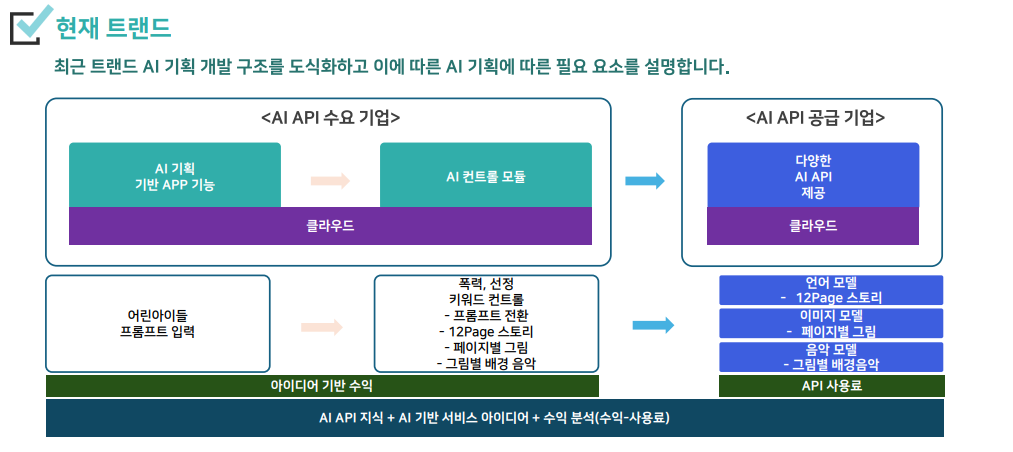 현재 트랜드
최근 트랜드 AI 기획 개발 구조를 도식화하고 이에 따른 AI 기획에 따른 필요 요소를 설명합니다.
<AI API 수요 기업>
<AI API 공급 기업>
AI 기획
기반 APP 기능
AI 컨트롤 모듈
다양한
AI API
제공
클라우드
클라우드
어린아이들
프롬프트 입력
폭력, 선정
키워드 컨트롤
- 프롬프트 전환
- 12Page 스토리
- 페이지별 그림
- 그림별 배경 음악
언어 모델
- 12Page 스토리
이미지 모델
- 페이지별 그림
음악 모델
- 그림별 배경음악
아이디어 기반 수익
API 사용료
AI API 지식 + AI 기반 서비스 아이디어 + 수익 분석(수익-사용료)